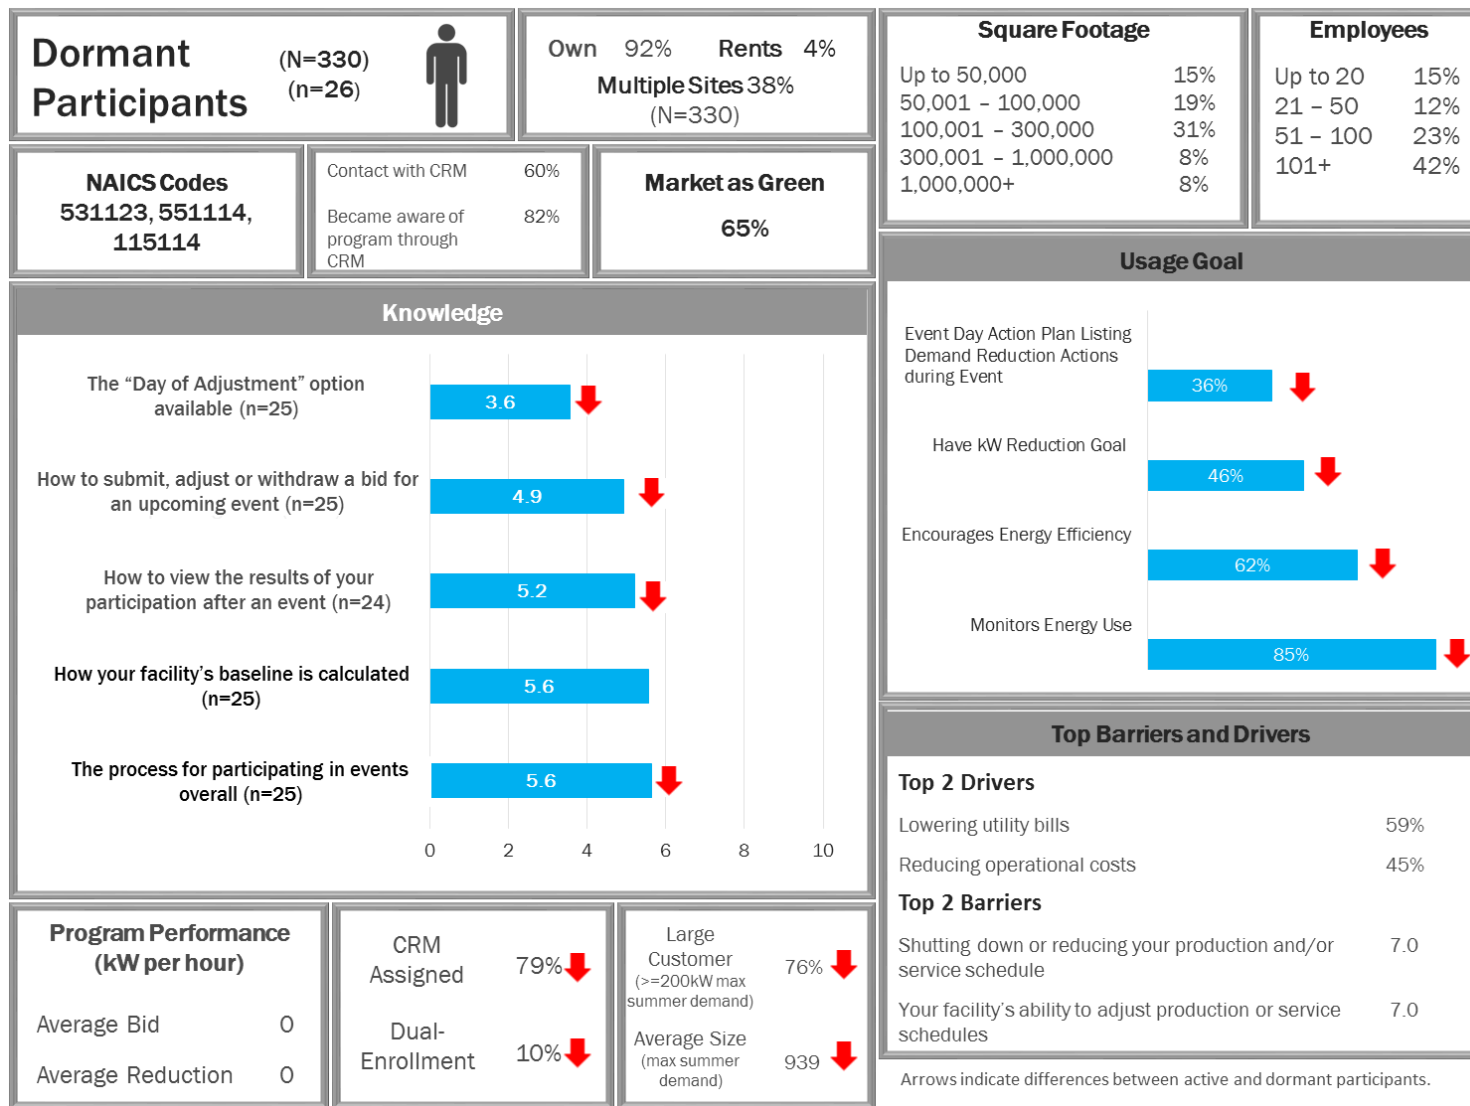 Dormant
Participants
(N=330)
(n=26)
Own 92% Rents 4%
Multiple Sites 38%
(N=330)
Square Footage
Up to 50,000 15%
50,001 – 100,000 19%
100,001 – 300,000 31%
300,001 – 1,000,000 8%
1,000,000+ 8%
Employees
Up to 20 15%
21 – 50 12%
51 – 100 23%
101+ 42%
NAICS Codes
531123, 551114,
115114
Contact with CRM 60%
Became aware of 82%
program through
CRM
Market as Green
65%
Knowledge
The “Day of Adjustment” option
available (n=25)
3.6
How to submit, adjust or withdraw a bid for
an upcoming event (n=25)
4.9
How to view the results of your
participation after an event (n=24)
5.2
How your facility’s baseline is calculated
(n=25)
5.6
The process for participating in events
overall (n=25)
5.6
0 2 4 6 8 10
Usage Goal
Event Day Action Plan Listing
Demand Reduction Actions
during Event
36%
Have kW Reduction Goal
46%
Encourages Energy Efficiency
62%
Monitors Energy Use
85%
Top Barriers and Drivers
Top 2 Drivers
Lowering utility bills 59%
Reducing operational costs 45%
Top 2 Barriers
Shutting down or reducing your production and/or 7.0
service schedule
Your facility’s ability to adjust production or service 7.0
schedules
Program Performance
(kW per hour)
Average Bid 0
Average Reduction 0
CRM
Assigned
79%
Dual-
Enrollment
10%
Large
Customer
(>=200kW max
summer demand)
76%
Average Size
(max summer
demand)
939
Arrows indicate differences between active and dormant participants.